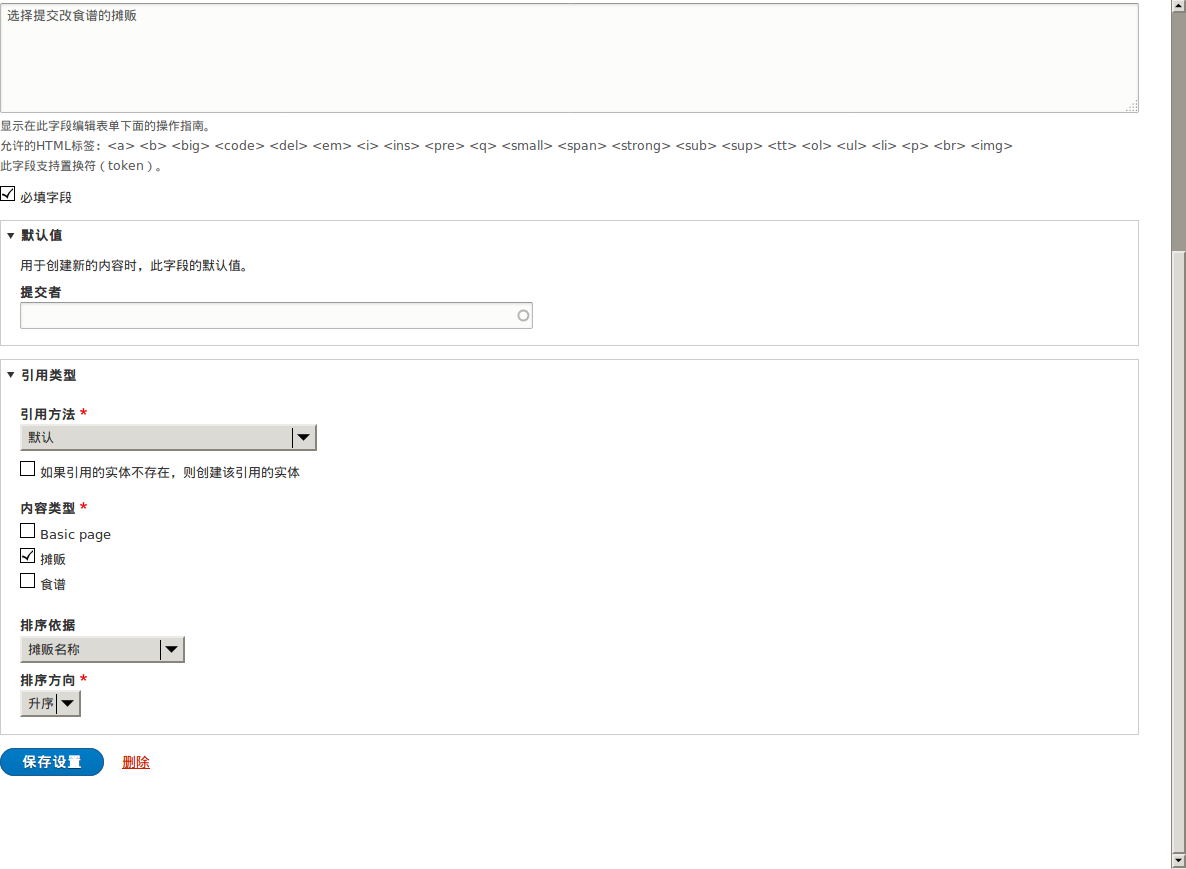 选择提交改食谱的摊贩
显示在此字段编辑表单下面的操作指南。
允许的HTML标签：<a> <b> <big> <code> <del> <em> <i> <ins> <pre> <q> <small> <span> <strong> <sub> <sup> <tt> <ol> <ul> <li> <p> <br> <img>
此字段支持置换符（token）。
必填字段
默认值
用于创建新的内容时，此字段的默认值。
提交者
引用类型
引用方法 *
默认
如果引用的实体不存在，则创建该引用的实体
内容类型 *
Basic page
摊贩
食谱
排序依据
摊贩名称
排序方向 *
升序
保存设置 删除